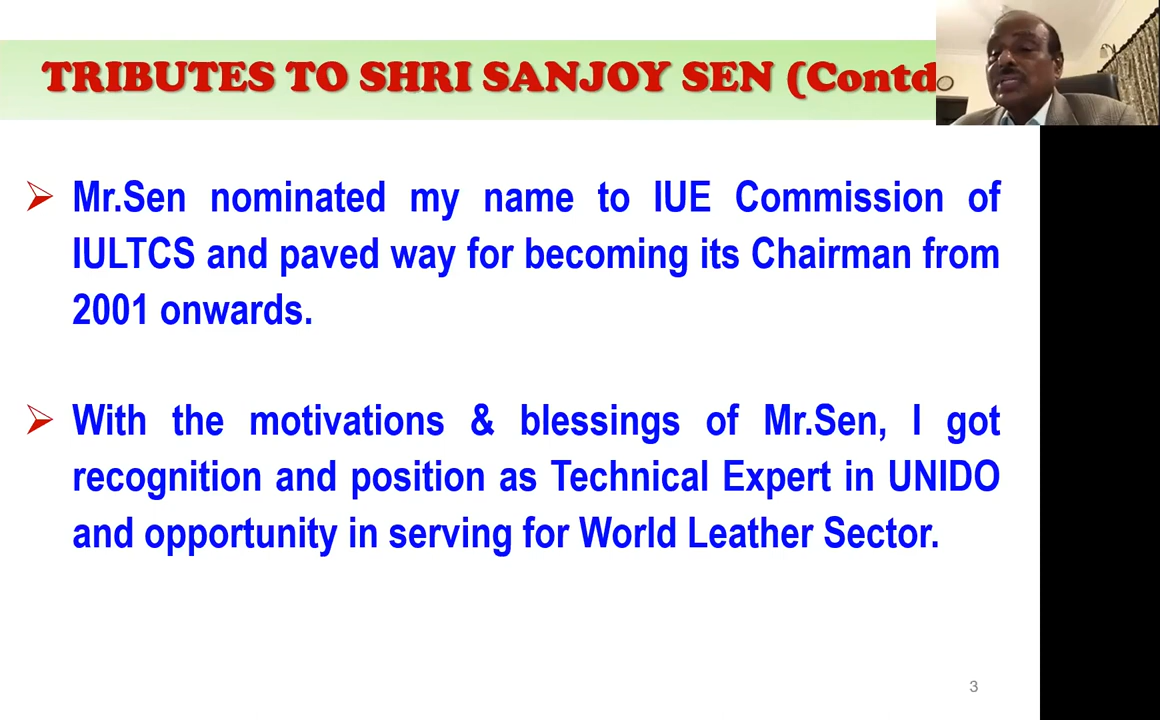 TRIBUTES TO SHRI SANJOY SEN (Contd
Mr.Sen nominated my name to IUE Commission of
IULTCS and paved way for becoming its Chairman from
2001 onwards.
With the motivations & blessings of Mr.Sen, I got
recognition and position as Technical Expert in UNIDO
and opportunity in serving for World Leather Sector.
3